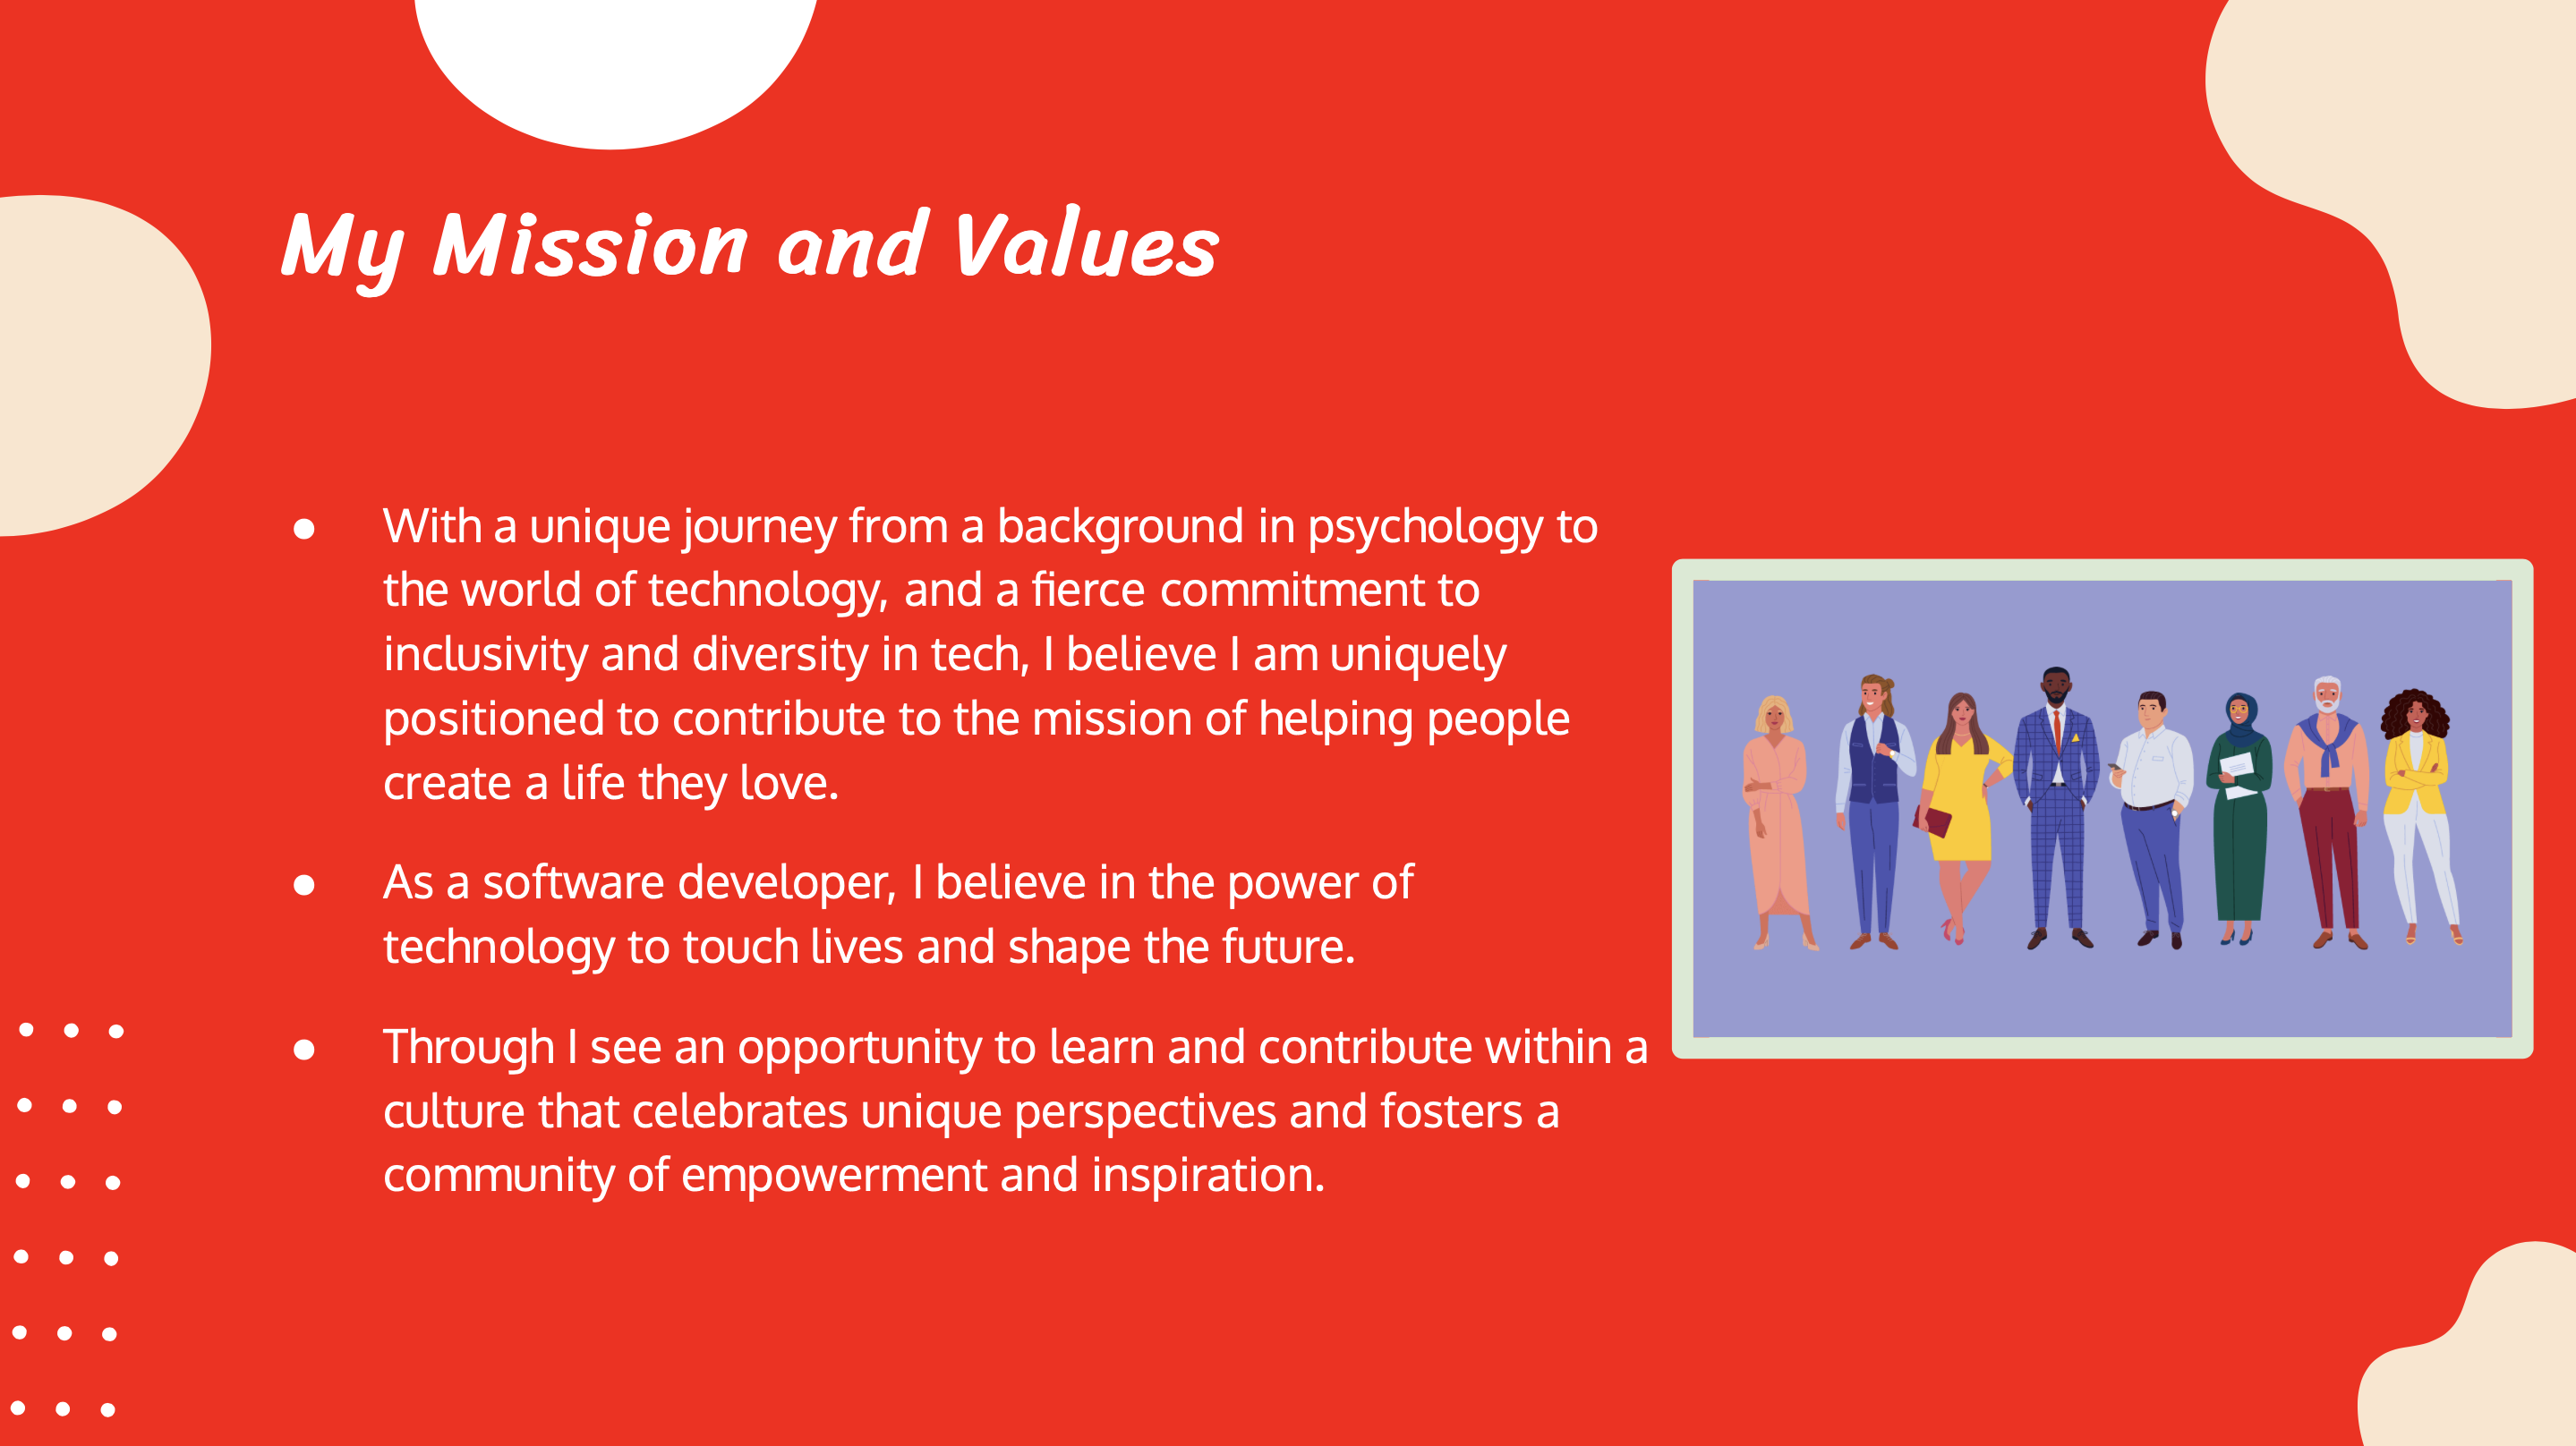 My Mission and Values
● With a unique journey from a background in psychology to
the world of technology, and a fierce commitment to
inclusivity and diversity in tech, I believe I am uniquely
positioned to contribute to the mission of helping people
create a life they love.
● As a software developer, I believe in the power of
technology to touch lives and shape the future.
● Through I see an opportunity to learn and contribute within a
culture that celebrates unique perspectives and fosters a
community of empowerment and inspiration.